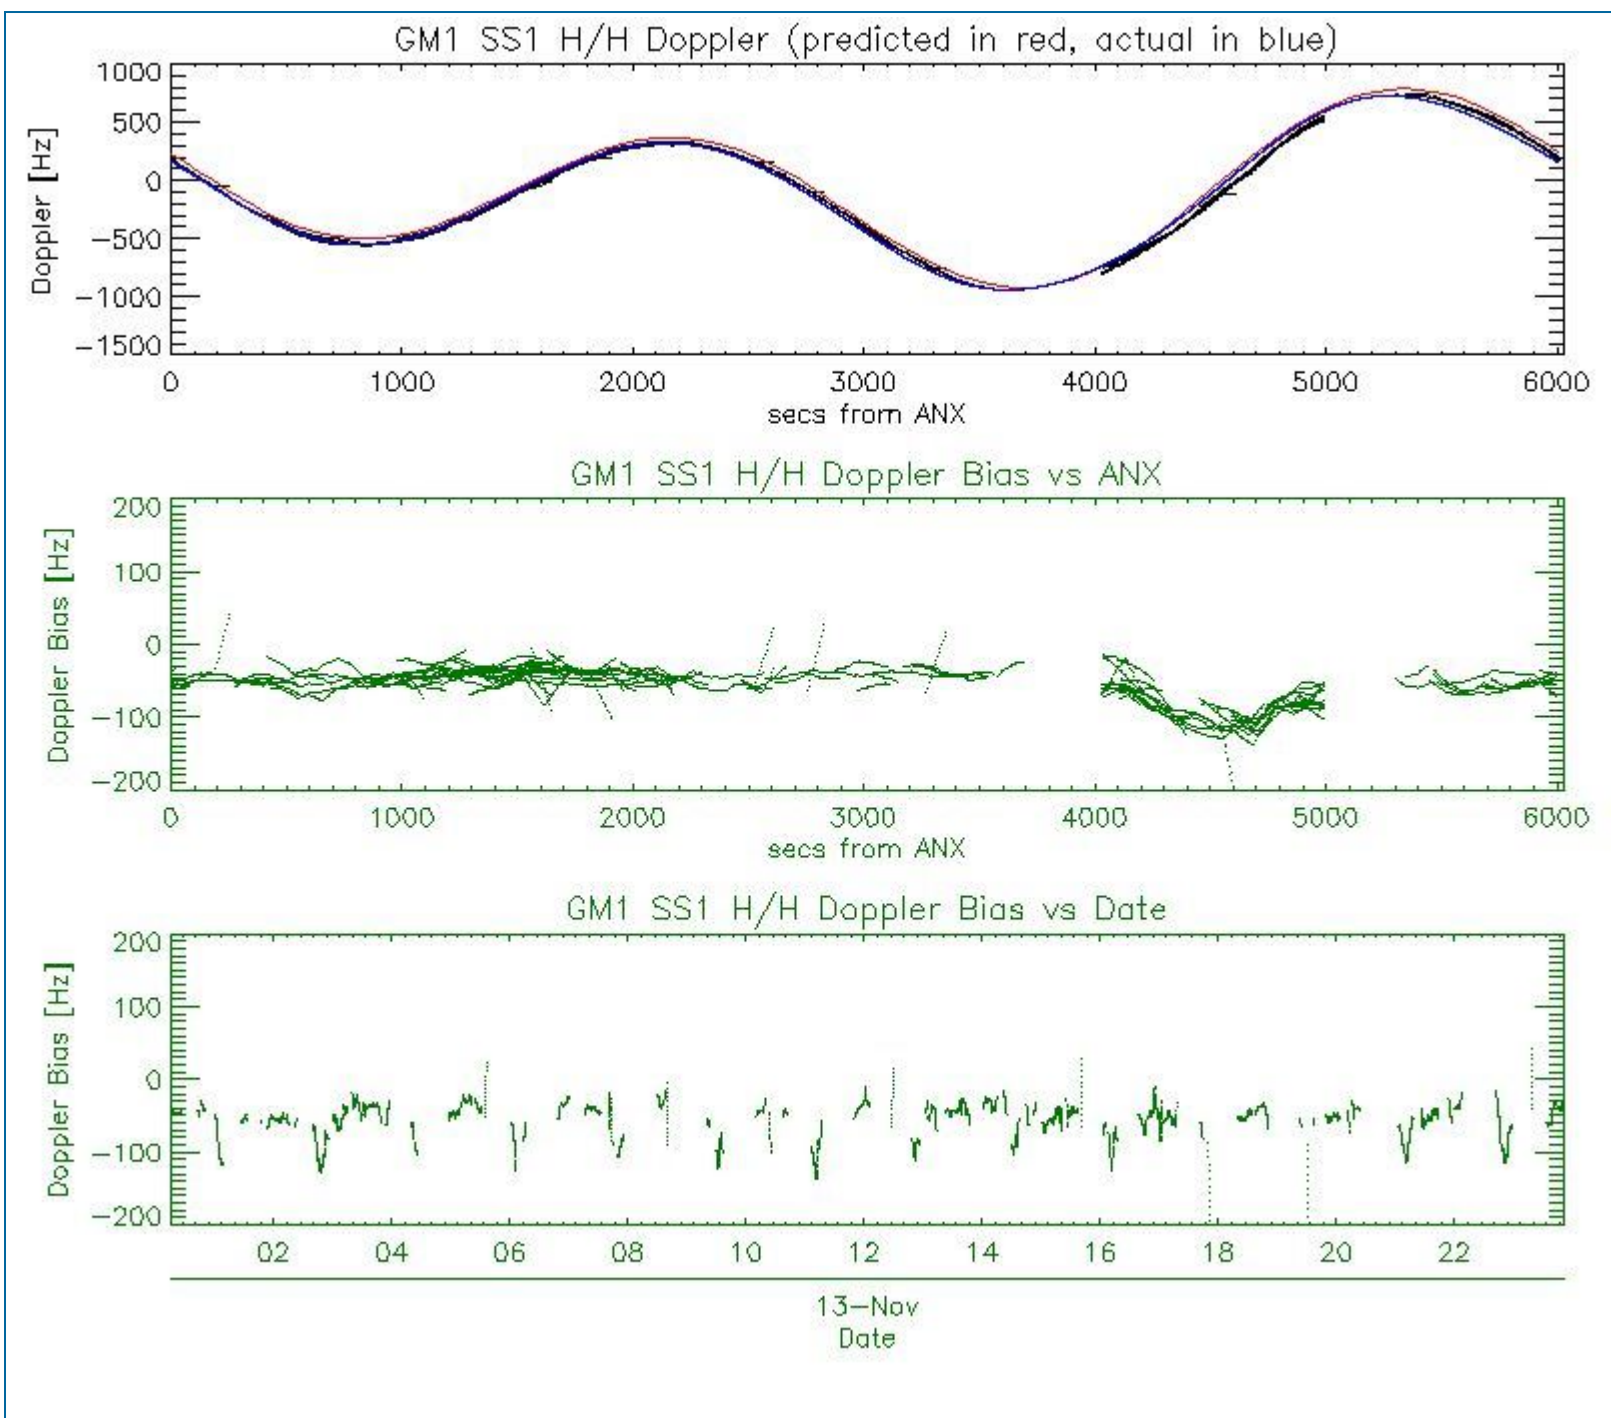 GM1 SS1 H/H Doppler (predicted in red, actual in blue)
1000
500
0
-500
-1000
-1500
Doppler [Hz]
0 1000 2000 3000 4000 5000 6000
secs from ANX
GM1 SS1 H/H Doppler Bias vs ANX
200
100
0
-100
-200
Doppler Bias [Hz]
0 1000 2000 3000 4000 5000 6000
secs from ANX
GM1 SS1 H/H Doppler Bias vs Date
200
100
0
-100
-200
Doppler Bias [Hz]
02 04 06 08 10 12 14 16 18 20 22
13-Nov
Date